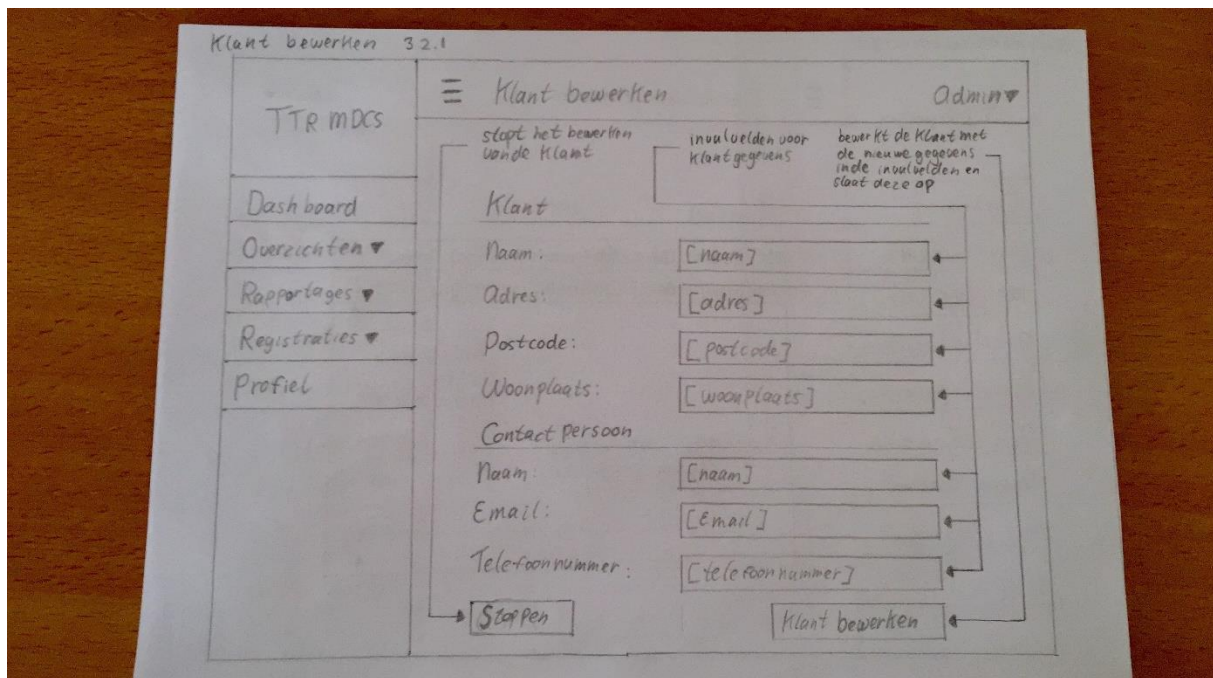 Klant bewerken 3 2.1
TTR MDCS
Dashboard
Overzichten ▼
Rapportages ▼
Registraties ▼
Profiel
☰ Klant bewerken
Admin ▼
stopt het bewerken
van de Klant
invulvelden voor
Klantgegevens
bewerkt de Klant met
de nieuwe gegevens
in de invulvelden en
slaat deze op
Klant
Naam: [naam]
Adres: [adres]
Postcode: [postcode]
Woonplaats: [woonplaats]
Contact persoon
Naam: [naam]
Email: [Email]
Telefoonnummer: [telefoonnummer]
Stoppen
Klant bewerken